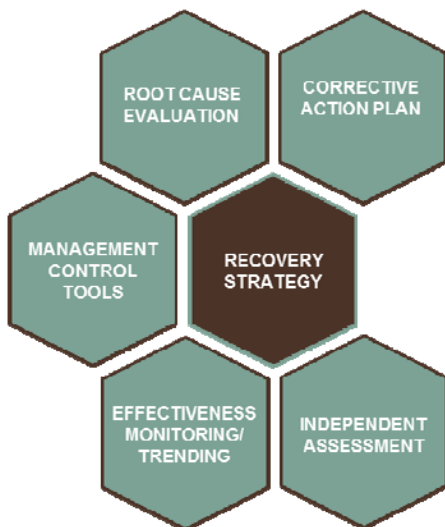 ROOT CAUSE
EVALUATION
CORRECTIVE
ACTION PLAN
MANAGEMENT
CONTROL
TOOLS
RECOVERY
STRATEGY
EFFECTIVENESS
MONITORING/
TRENDING
INDEPENDENT
ASSESSMENT